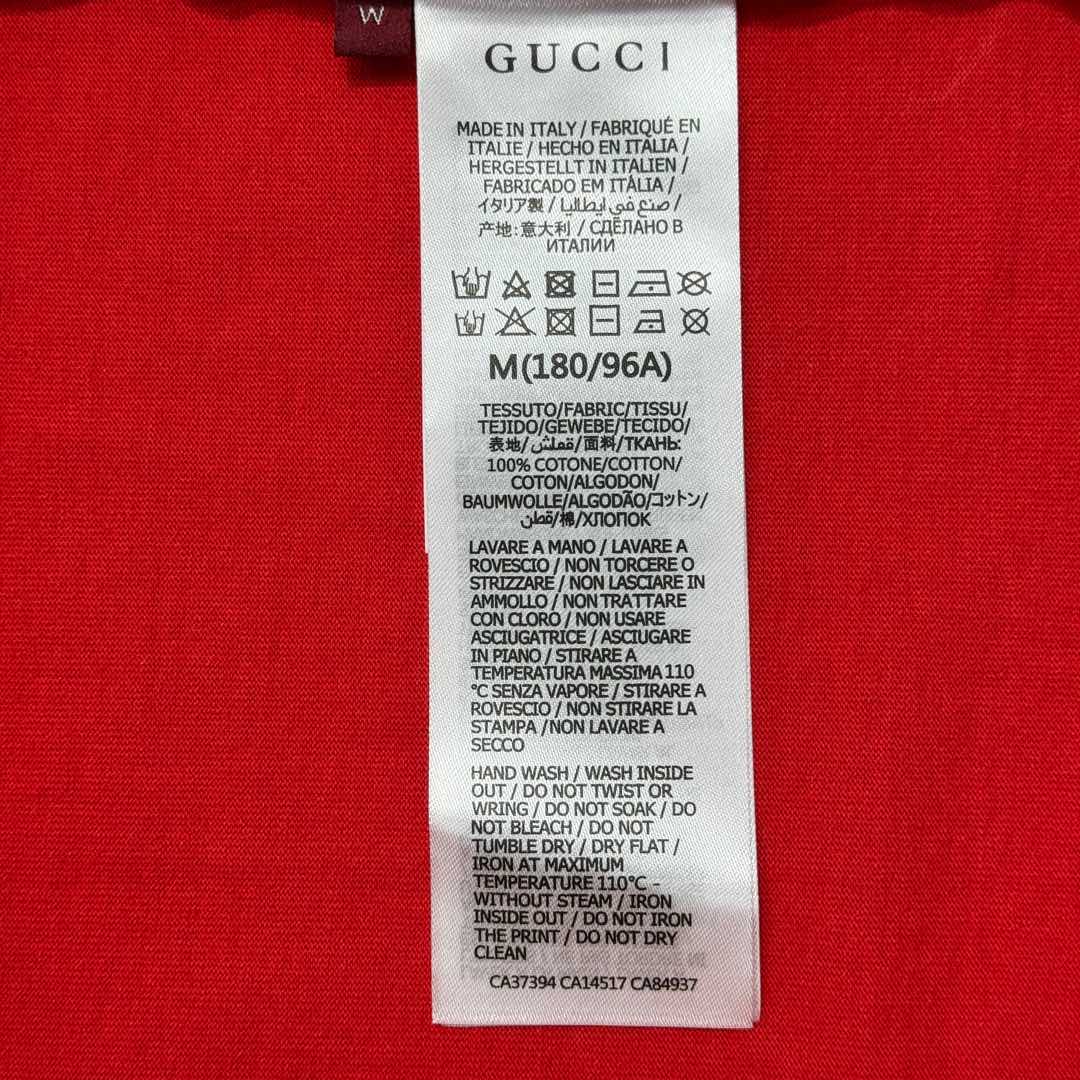 W
GUCCI
MADE IN ITALY / FABRIQUÉ EN
ITALIE / HECHO EN ITALIA /
HERGESTELLT IN ITALIEN /
FABRICADO EM ITÀLIA /
イタリア製 / صنع في ايطاليا /
产地:意大利 / СДЕЛАНО В
ИТАЛИИ
M(180/96A)
TESSUTO/FABRIC/TISSU/
TEJIDO/GEWEBE/TECIDO/
表地/قملش/面料/ТКАНЬ:
100% COTONE/COTTON/
COTON/ALGODON/
BAUMWOLLE/ALGODÃO/コットン/
قطن/棉/ХЛОПОК
LAVARE A MANO / LAVARE A
ROVESCIO / NON TORCERE O
STRIZZARE / NON LASCIARE IN
AMMOLLO / NON TRATTARE
CON CLORO / NON USARE
ASCIUGATRICE / ASCIUGARE
IN PIANO / STIRARE A
TEMPERATURA MASSIMA 110
°C SENZA VAPORE / STIRARE A
ROVESCIO / NON STIRARE LA
STAMPA /NON LAVARE A
SECCO
HAND WASH / WASH INSIDE
OUT / DO NOT TWIST OR
WRING / DO NOT SOAK / DO
NOT BLEACH / DO NOT
TUMBLE DRY / DRY FLAT /
IRON AT MAXIMUM
TEMPERATURE 110°C -
WITHOUT STEAM / IRON
INSIDE OUT / DO NOT IRON
THE PRINT / DO NOT DRY
CLEAN
CA37394 CA14517 CA84937